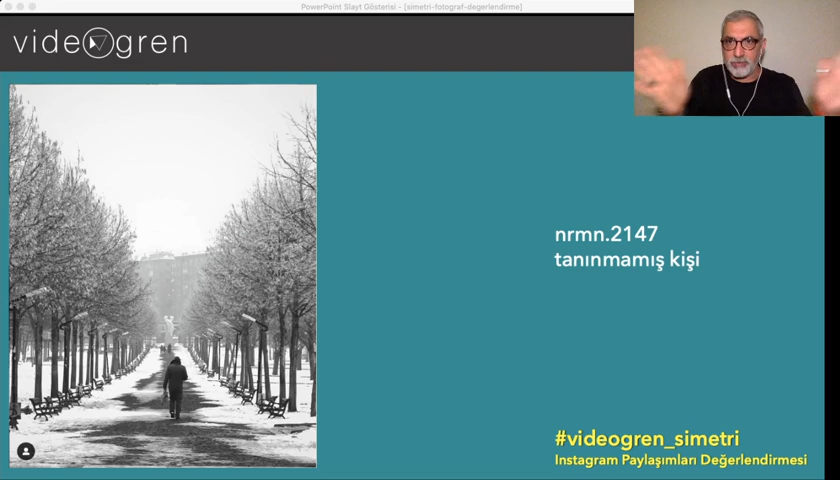 PowerPoint Slayt Gösterisi - [simetri-fotograf-degerlendirme]
videogren
nrmn.2147
tanınmamış kişi
#videogren_simetri
Instagram Paylaşımları Değerlendirmesi